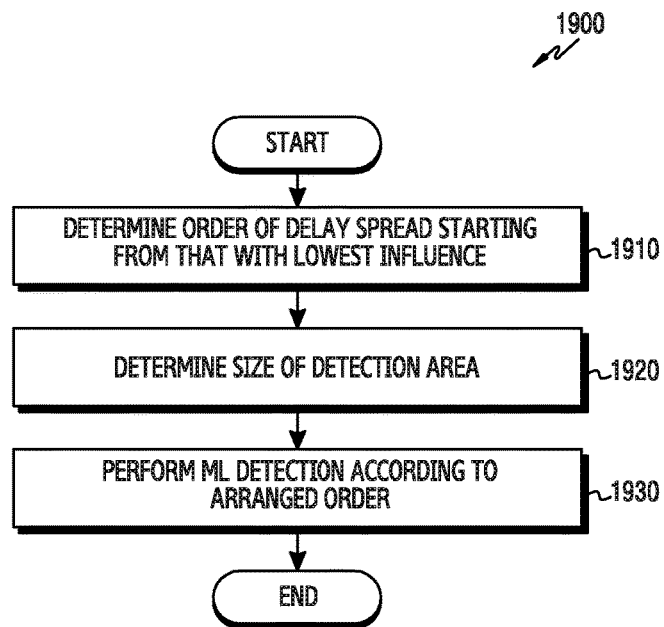 1900
START
DETERMINE ORDER OF DELAY SPREAD STARTING
FROM THAT WITH LOWEST INFLUENCE
1910
DETERMINE SIZE OF DETECTION AREA
1920
PERFORM ML DETECTION ACCORDING TO
ARRANGED ORDER
1930
END